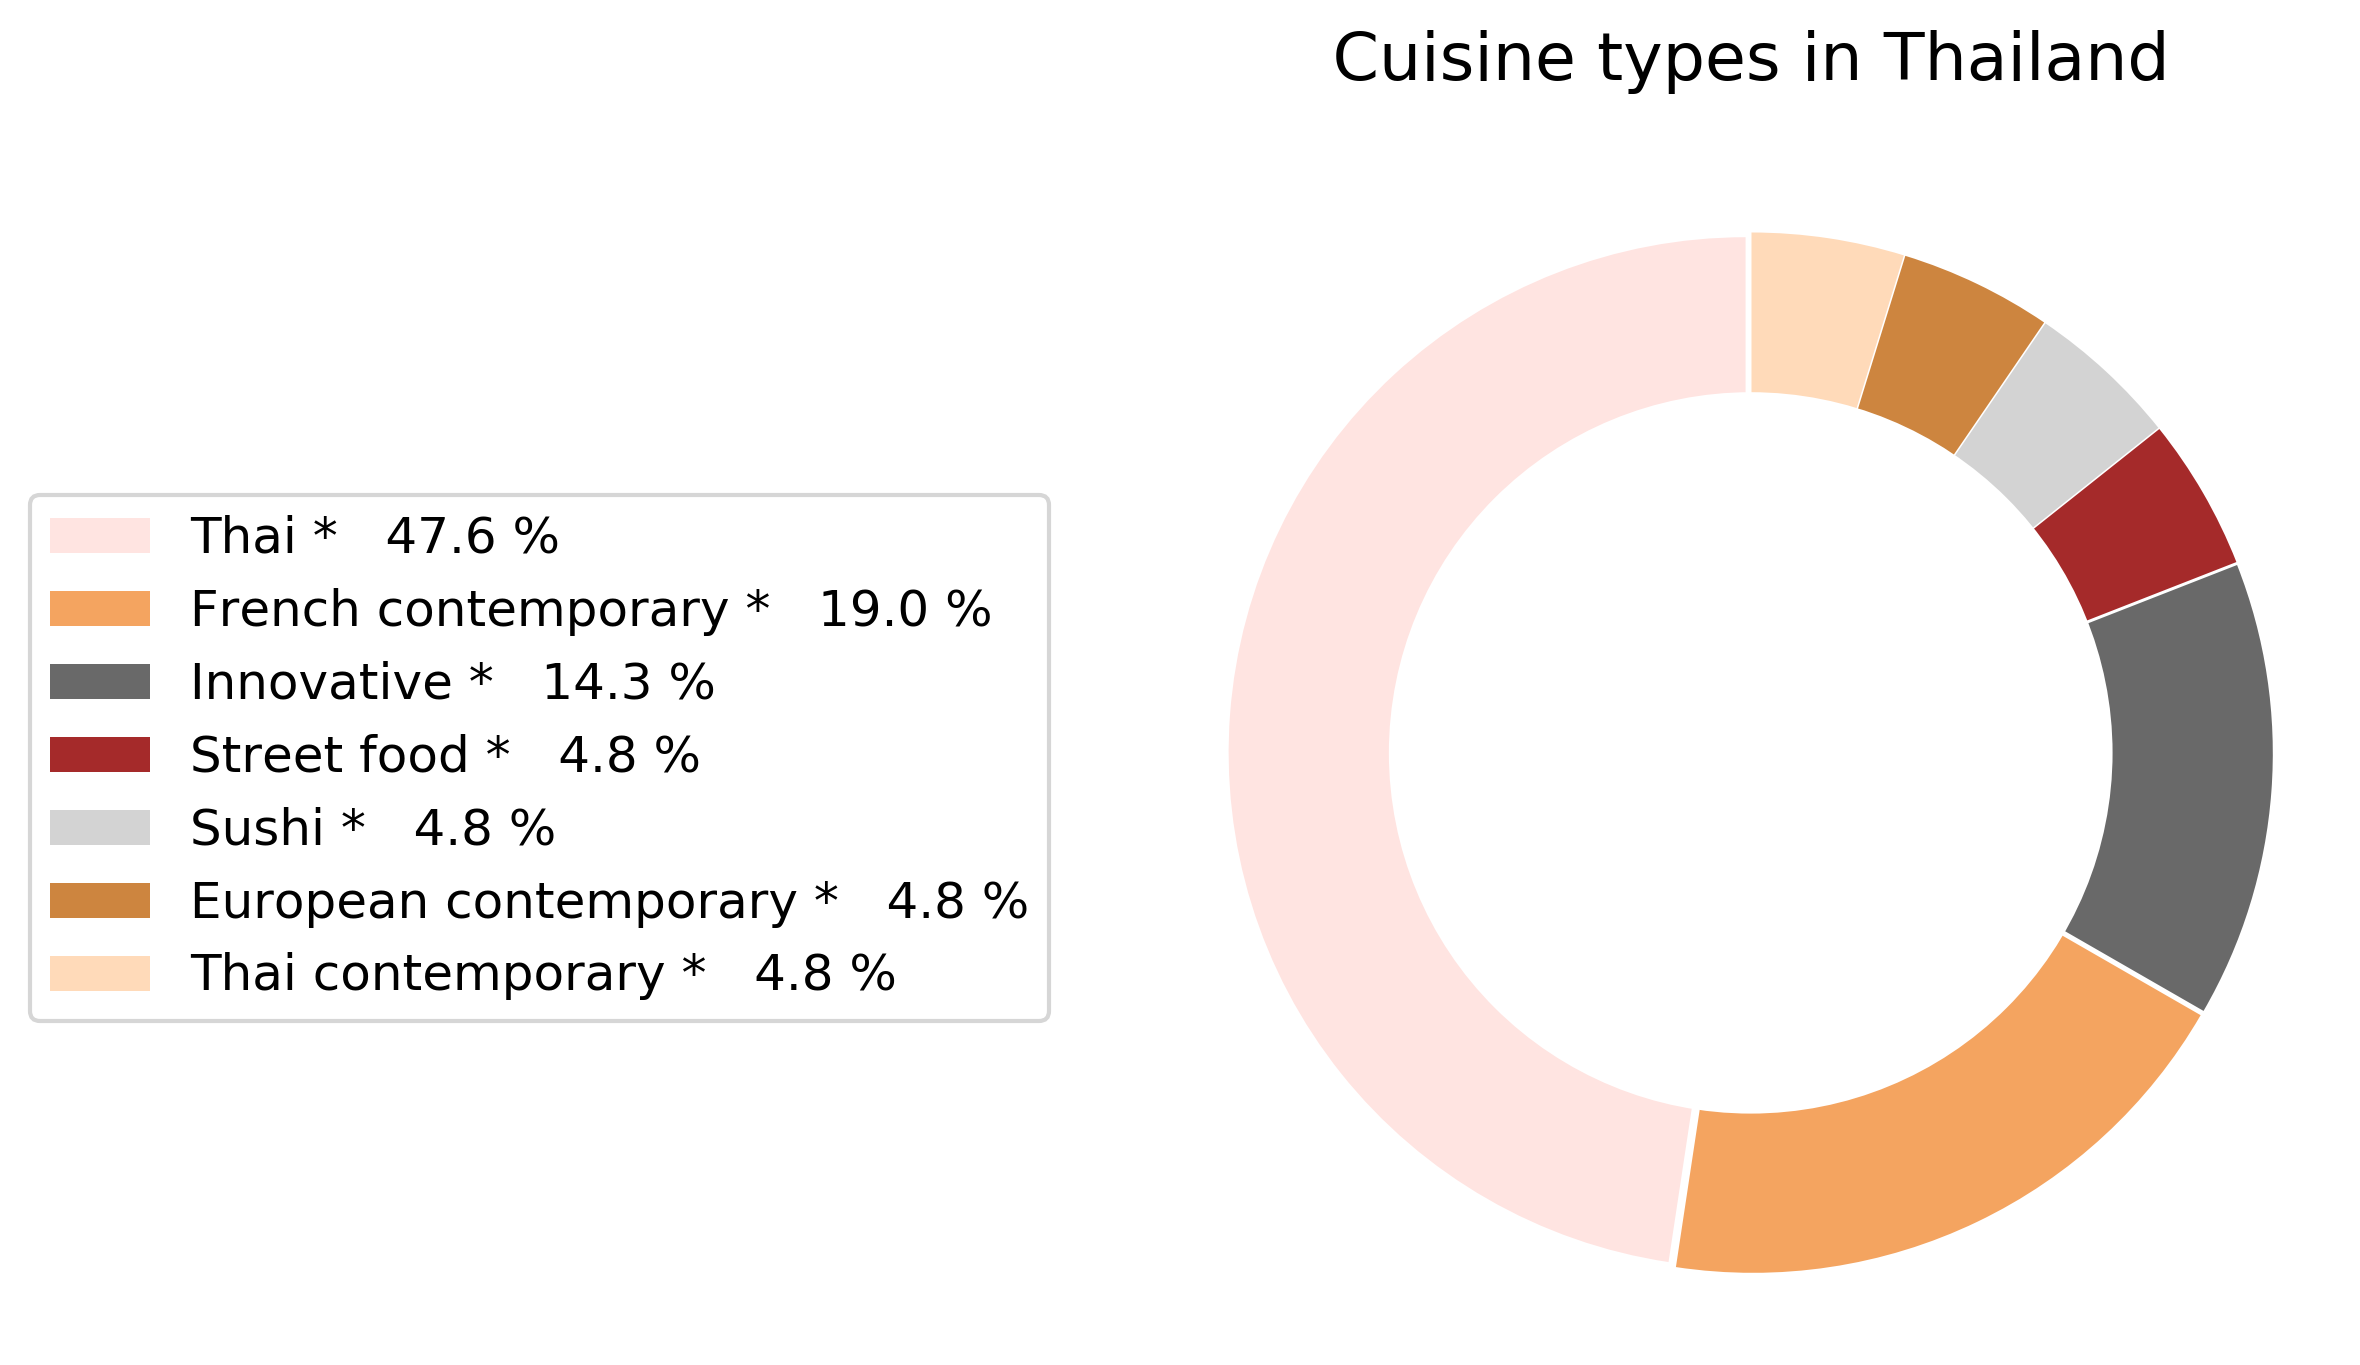 Cuisine types in Thailand
Thai *   47.6 %
French contemporary *   19.0 %
Innovative *   14.3 %
Street food *   4.8 %
Sushi *   4.8 %
European contemporary *   4.8 %
Thai contemporary *   4.8 %